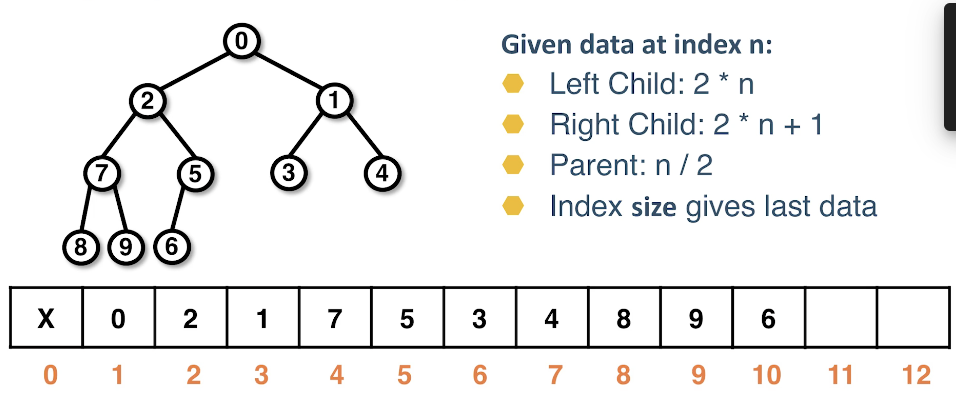 0
2 1
7 5 3 4
8 9 6
Given data at index n:
Left Child: 2 * n
Right Child: 2 * n + 1
Parent: n / 2
Index size gives last data
X 0 2 1 7 5 3 4 8 9 6
0 1 2 3 4 5 6 7 8 9 10 11 12